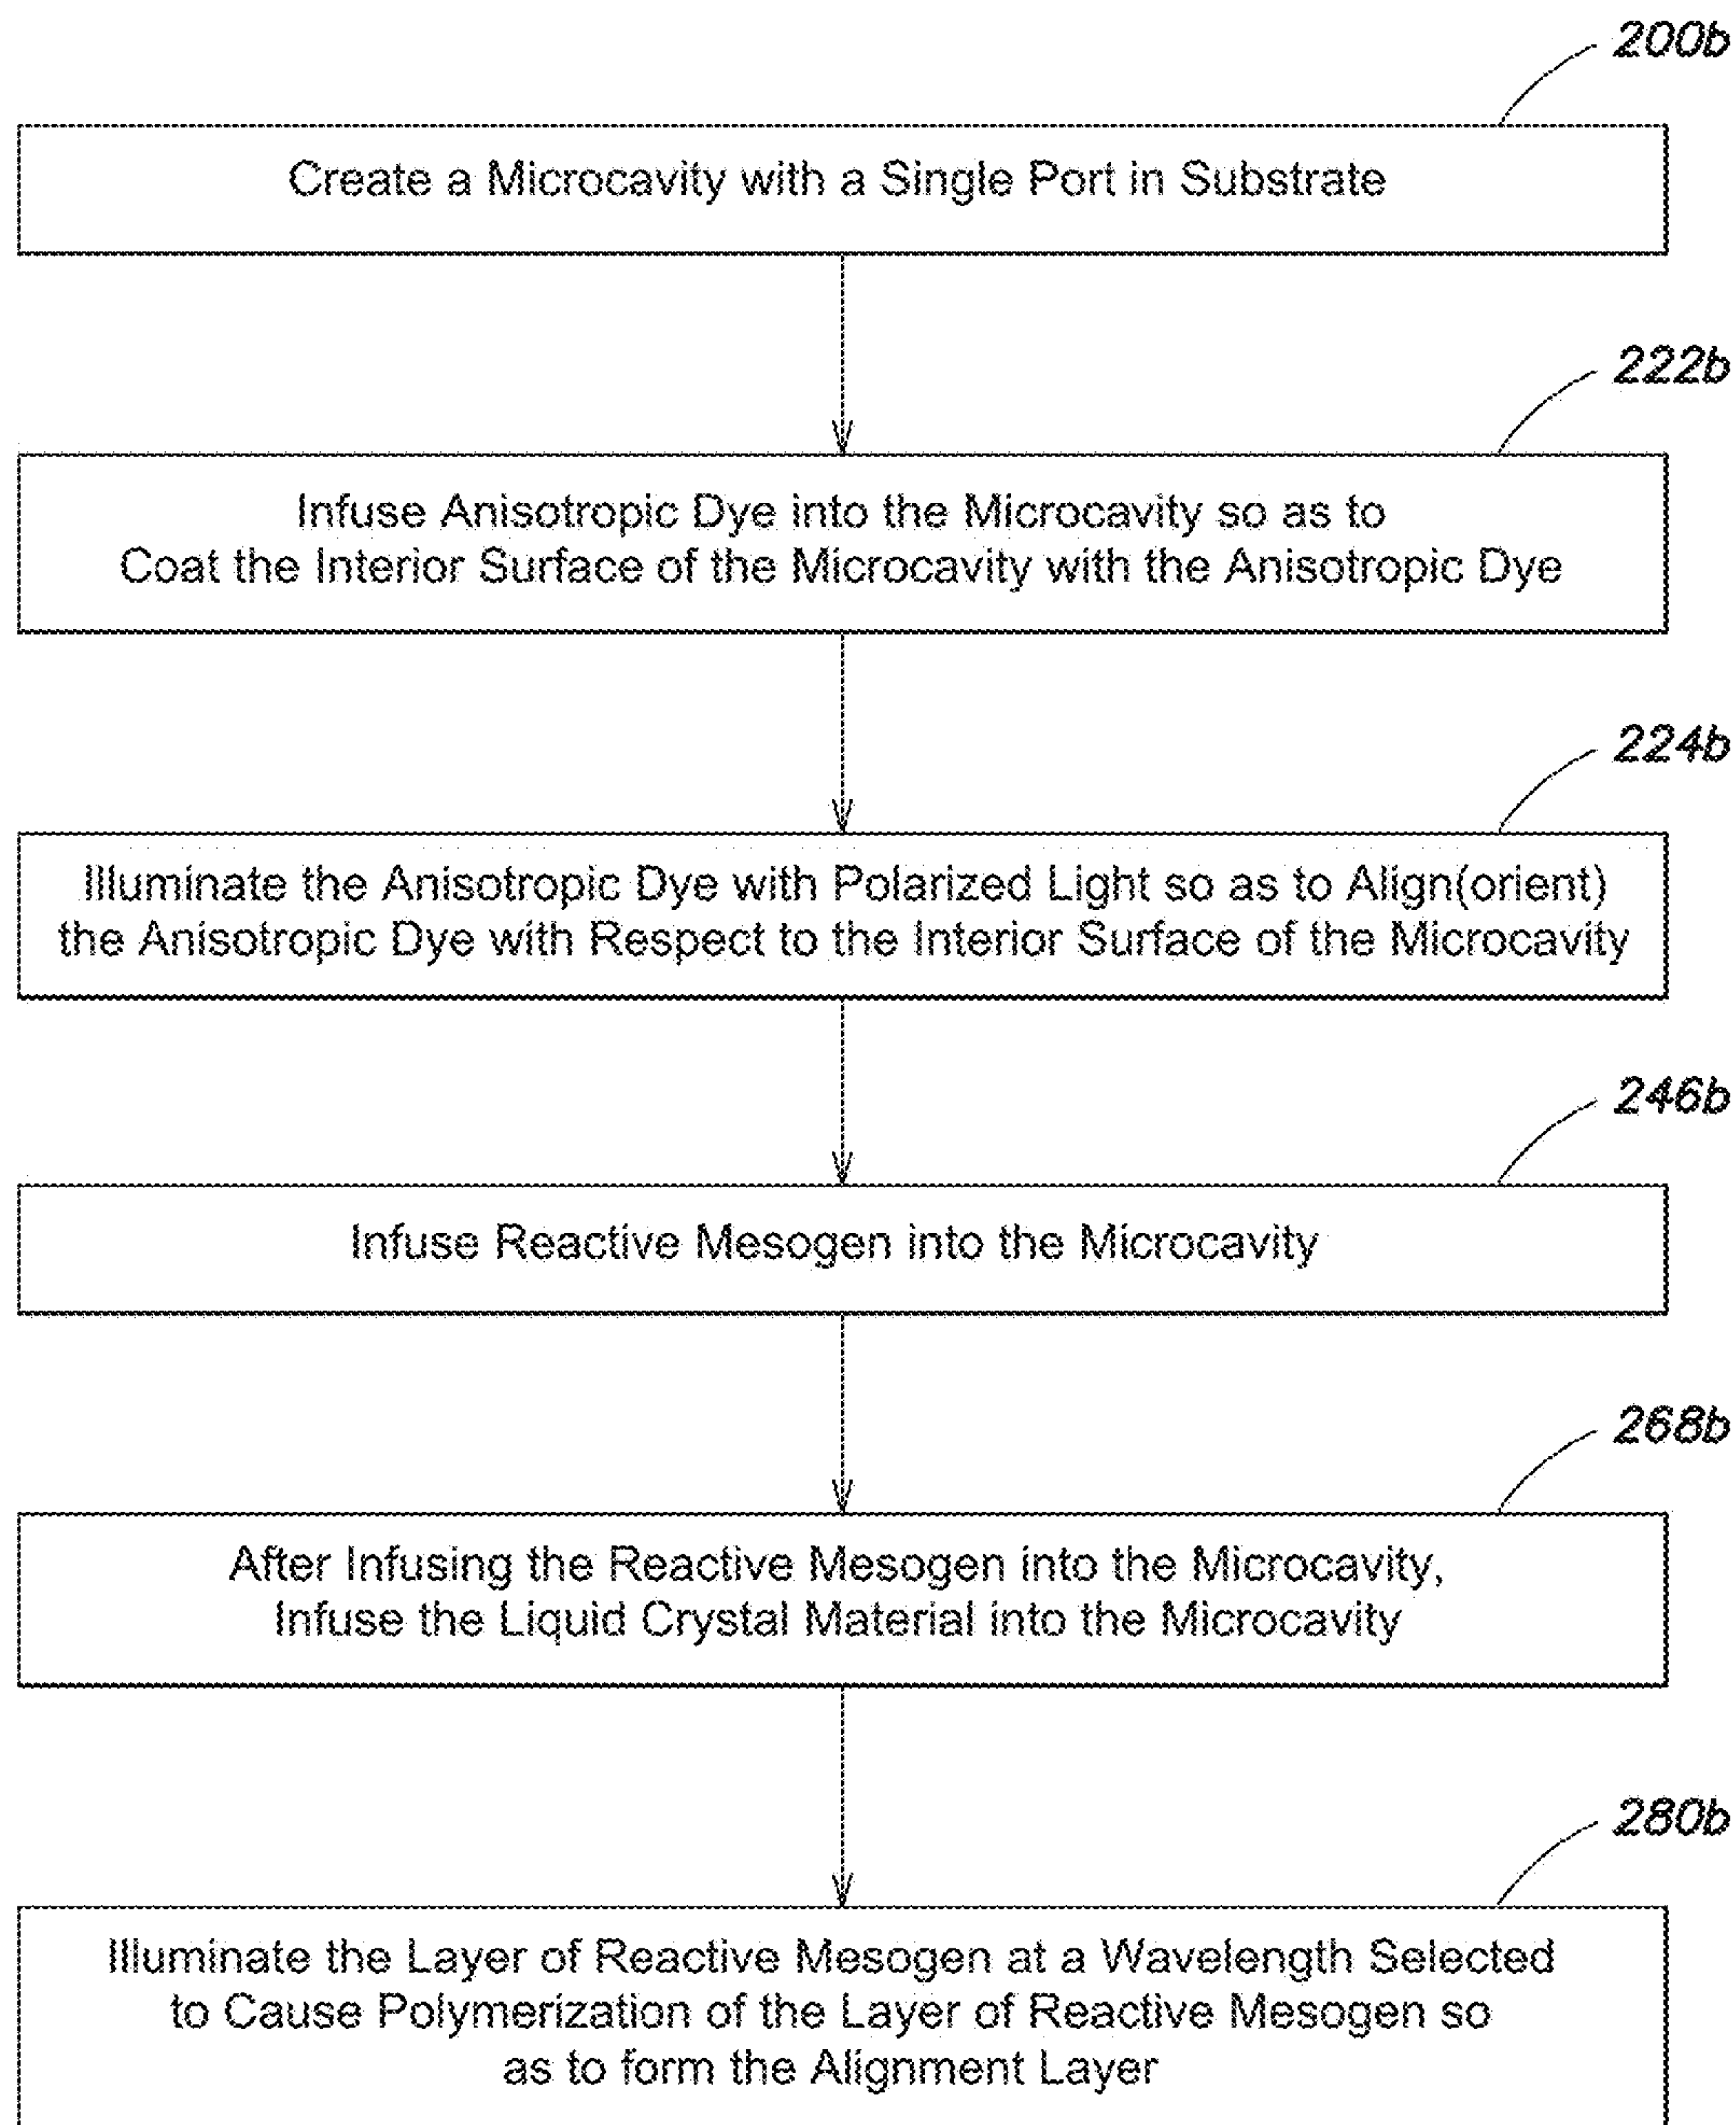 200b
Create a Microcavity with a Single Port in Substrate
222b
Infuse Anisotropic Dye into the Microcavity so as to
Coat the Interior Surface of the Microcavity with the Anisotropic Dye
224b
Illuminate the Anisotropic Dye with Polarized Light so as to Align(orient)
the Anisotropic Dye with Respect to the Interior Surface of the Microcavity
246b
Infuse Reactive Mesogen into the Microcavity
268b
After Infusing the Reactive Mesogen into the Microcavity,
Infuse the Liquid Crystal Material into the Microcavity
280b
Illuminate the Layer of Reactive Mesogen at a Wavelength Selected
to Cause Polymerization of the Layer of Reactive Mesogen so
as to form the Alignment Layer